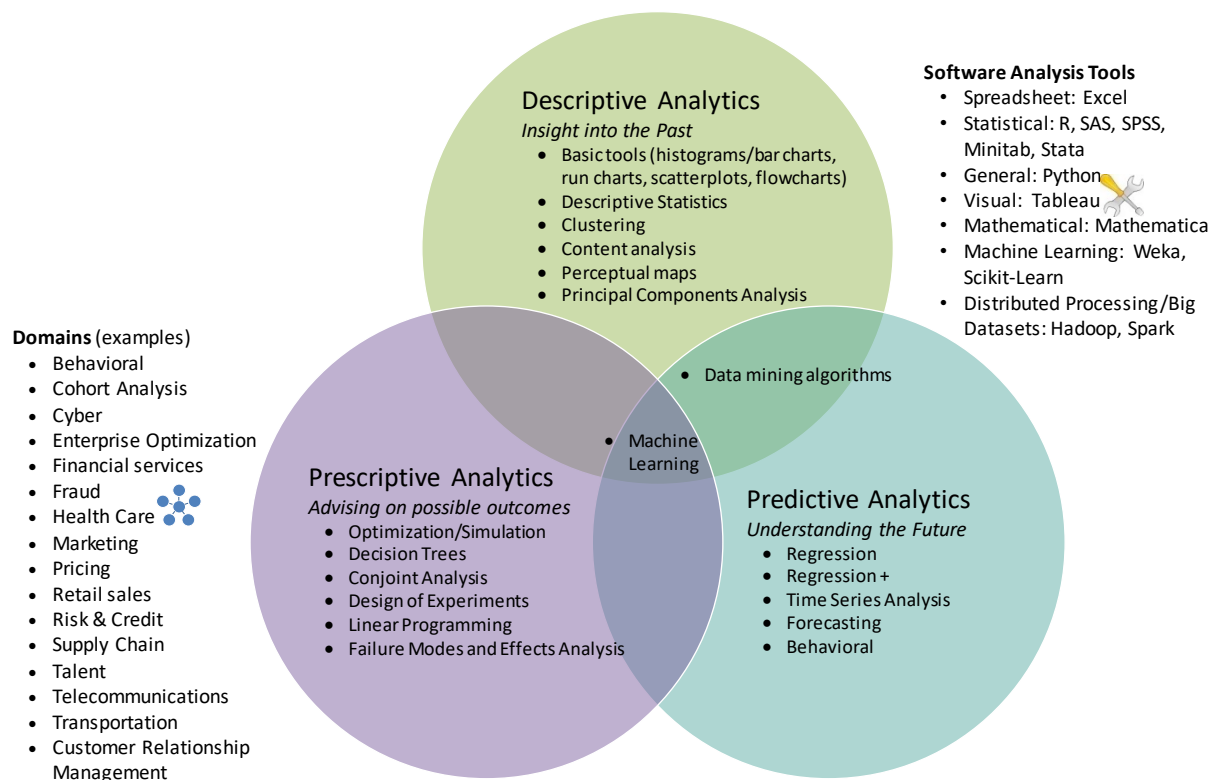 Descriptive Analytics
Insight into the Past
• Basic tools (histograms/bar charts,
run charts, scatterplots, flowcharts)
• Descriptive Statistics
• Clustering
• Content analysis
• Perceptual maps
• Principal Components Analysis
Software Analysis Tools
• Spreadsheet: Excel
• Statistical: R, SAS, SPSS,
Minitab, Stata
• General: Python
• Visual: Tableau
• Mathematical: Mathematica
• Machine Learning: Weka,
Scikit-Learn
• Distributed Processing/Big
Datasets: Hadoop, Spark
Domains (examples)
• Behavioral
• Cohort Analysis
• Cyber
• Enterprise Optimization
• Financial services
• Fraud
• Health Care
• Marketing
• Pricing
• Retail sales
• Risk & Credit
• Supply Chain
• Talent
• Telecommunications
• Transportation
• Customer Relationship
Management
• Data mining algorithms
• Machine
Learning
Prescriptive Analytics
Advising on possible outcomes
• Optimization/Simulation
• Decision Trees
• Conjoint Analysis
• Design of Experiments
• Linear Programming
• Failure Modes and Effects Analysis
Predictive Analytics
Understanding the Future
• Regression
• Regression +
• Time Series Analysis
• Forecasting
• Behavioral